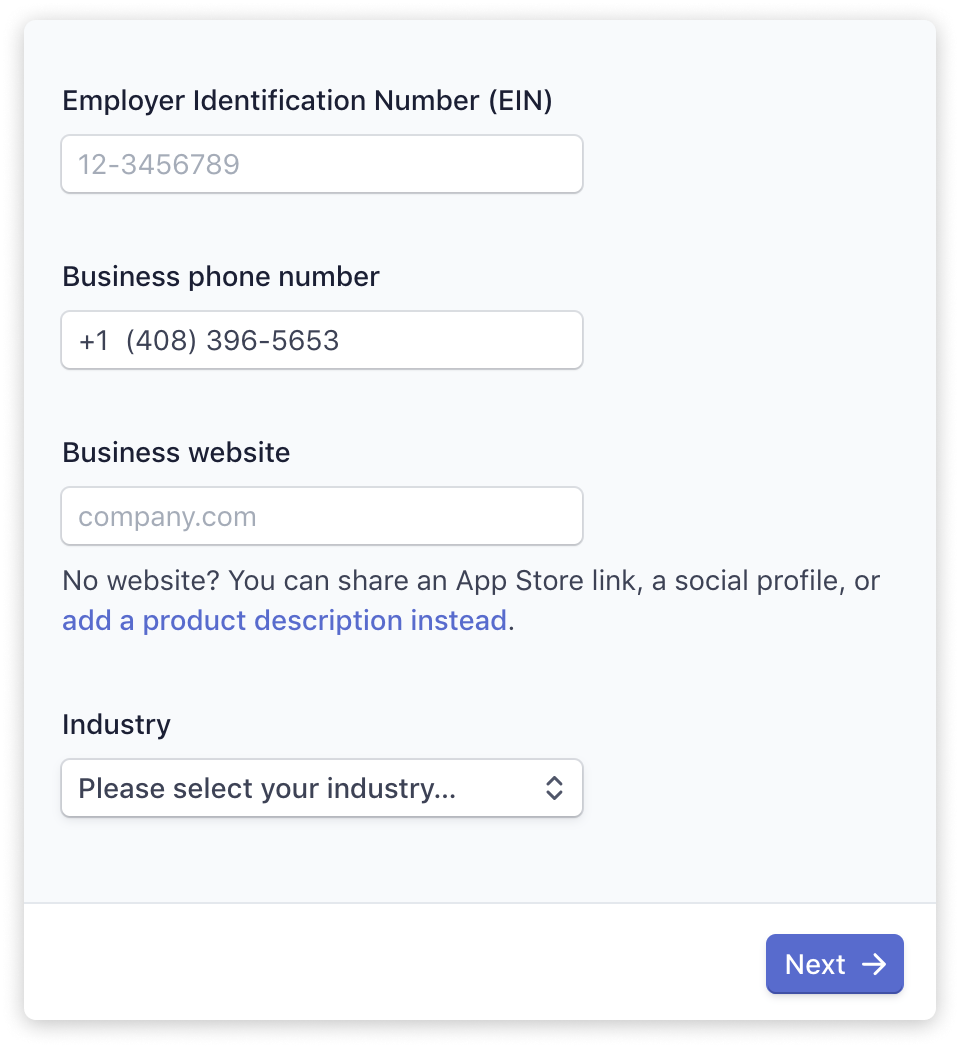 Employer Identification Number (EIN)
12-3456789
Business phone number
+1 (408) 396-5653
Business website
company.com
No website? You can share an App Store link, a social profile, or
add a product description instead.
Industry
Please select your industry...
Next